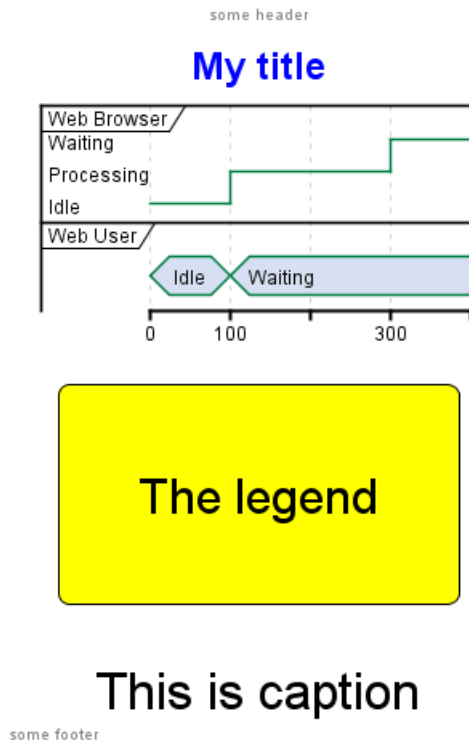 some header
My title
Web Browser
Waiting
Processing
Idle
Web User
Idle Waiting
0 100 300
The legend
This is caption
some footer